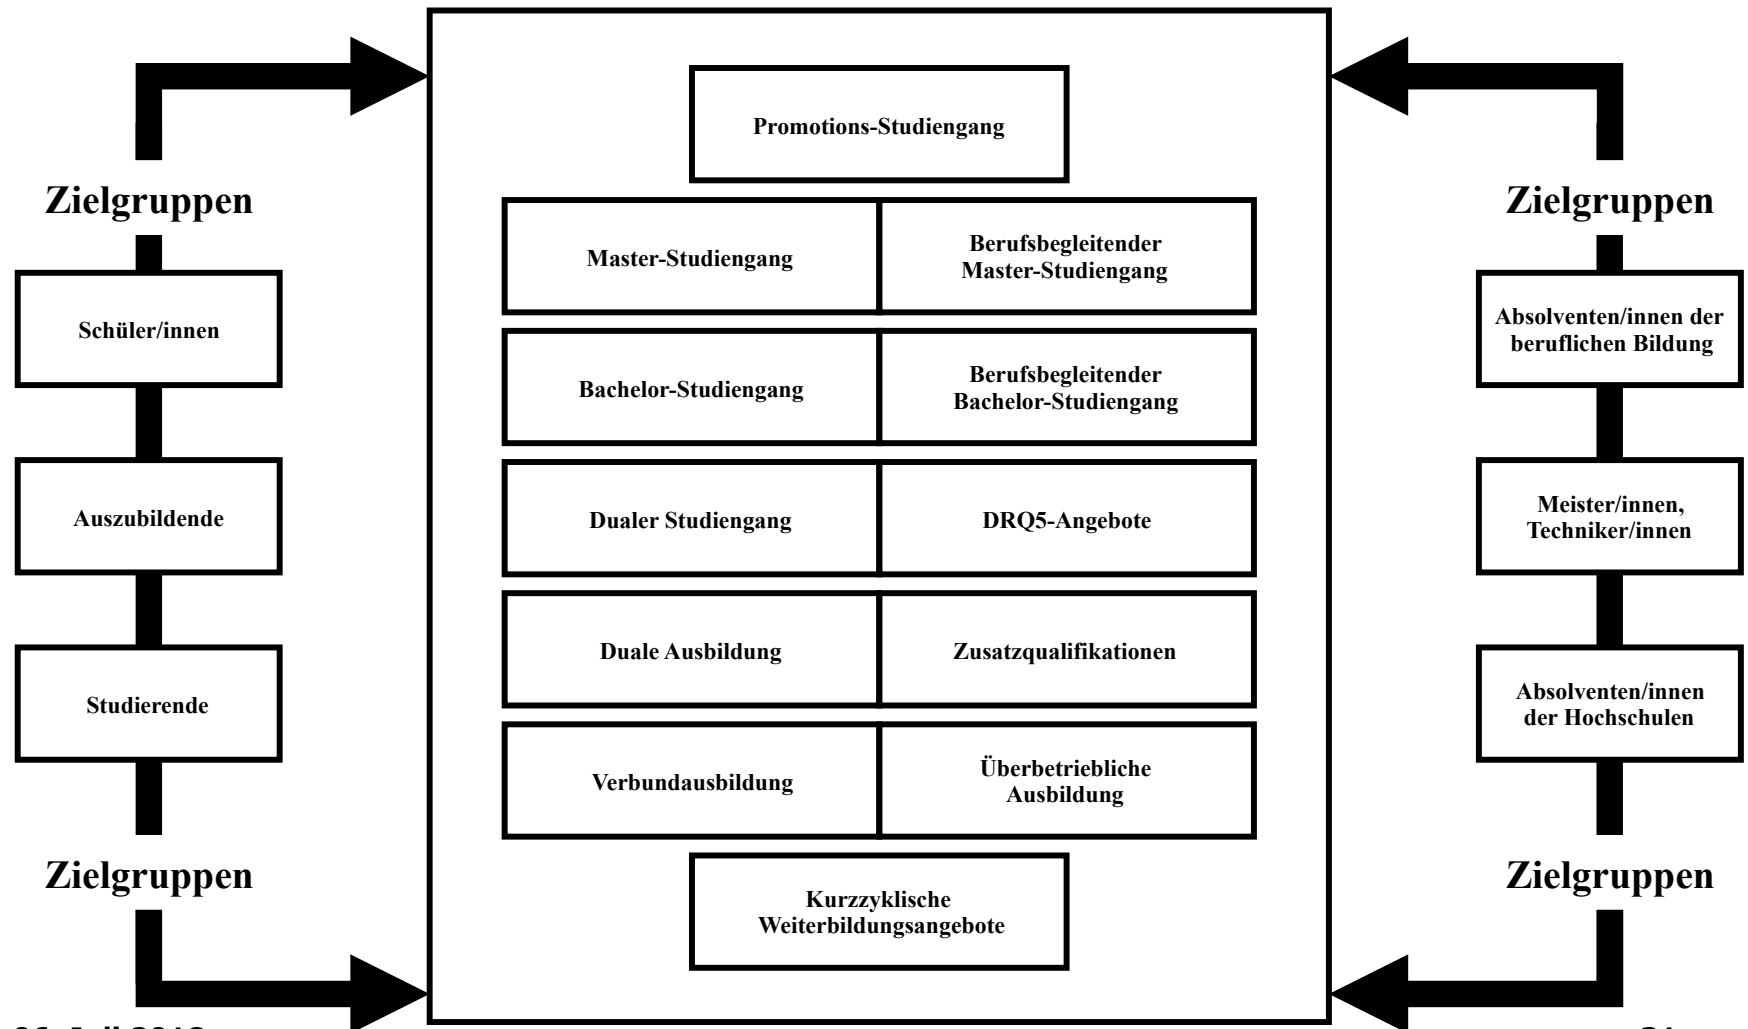 Promotions-Studiengang
Zielgruppen
Zielgruppen
Master-Studiengang
Berufsbegleitender
Master-Studiengang
Schüler/innen
Absolventen/innen der
beruflichen Bildung
Bachelor-Studiengang
Berufsbegleitender
Bachelor-Studiengang
Auszubildende
Dualer Studiengang
DRQ5-Angebote
Meister/innen,
Techniker/innen
Duale Ausbildung
Zusatzqualifikationen
Studierende
Absolventen/innen
der Hochschulen
Verbundausbildung
Überbetriebliche
Ausbildung
Zielgruppen
Zielgruppen
Kurzzyklische
Weiterbildungsangebote